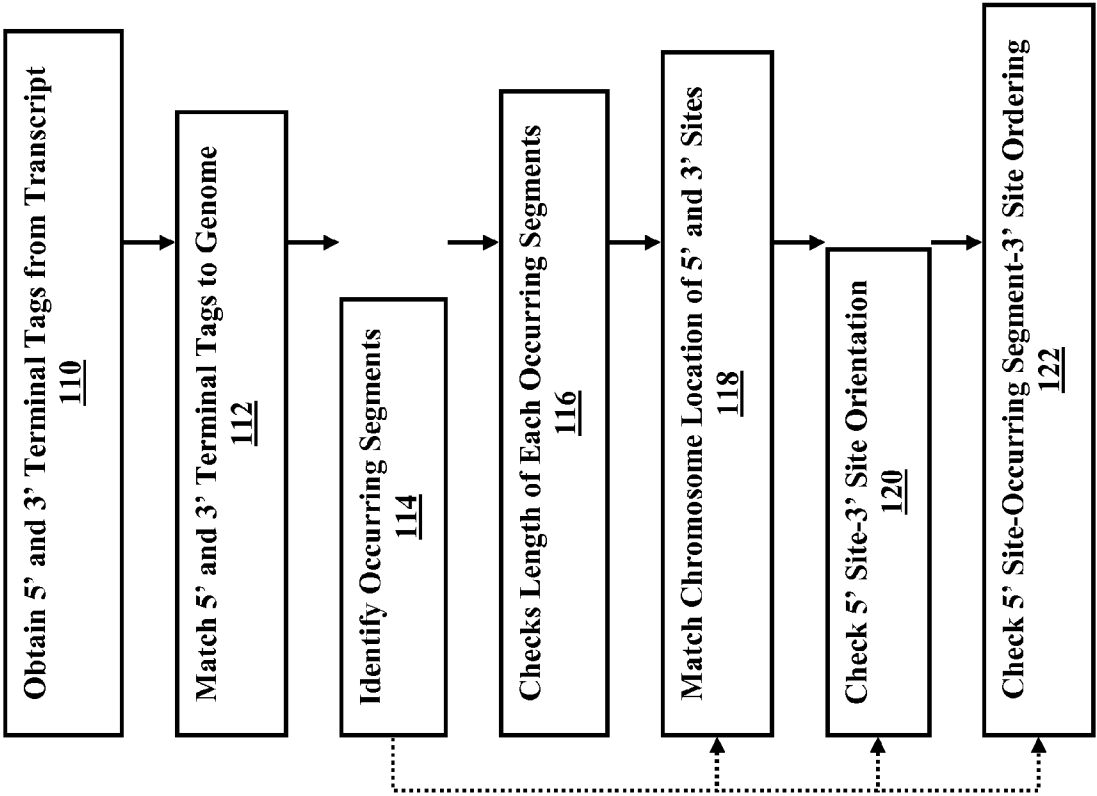 Obtain 5’ and 3’ Terminal Tags from Transcript
110
Match 5’ and 3’ Terminal Tags to Genome
112
Identify Occurring Segments
114
Checks Length of Each Occurring Segments
116
Match Chromosome Location of 5’ and 3’ Sites
118
Check 5’ Site-3’ Site Orientation
120
Check 5’ Site-Occurring Segment-3’ Site Ordering
122